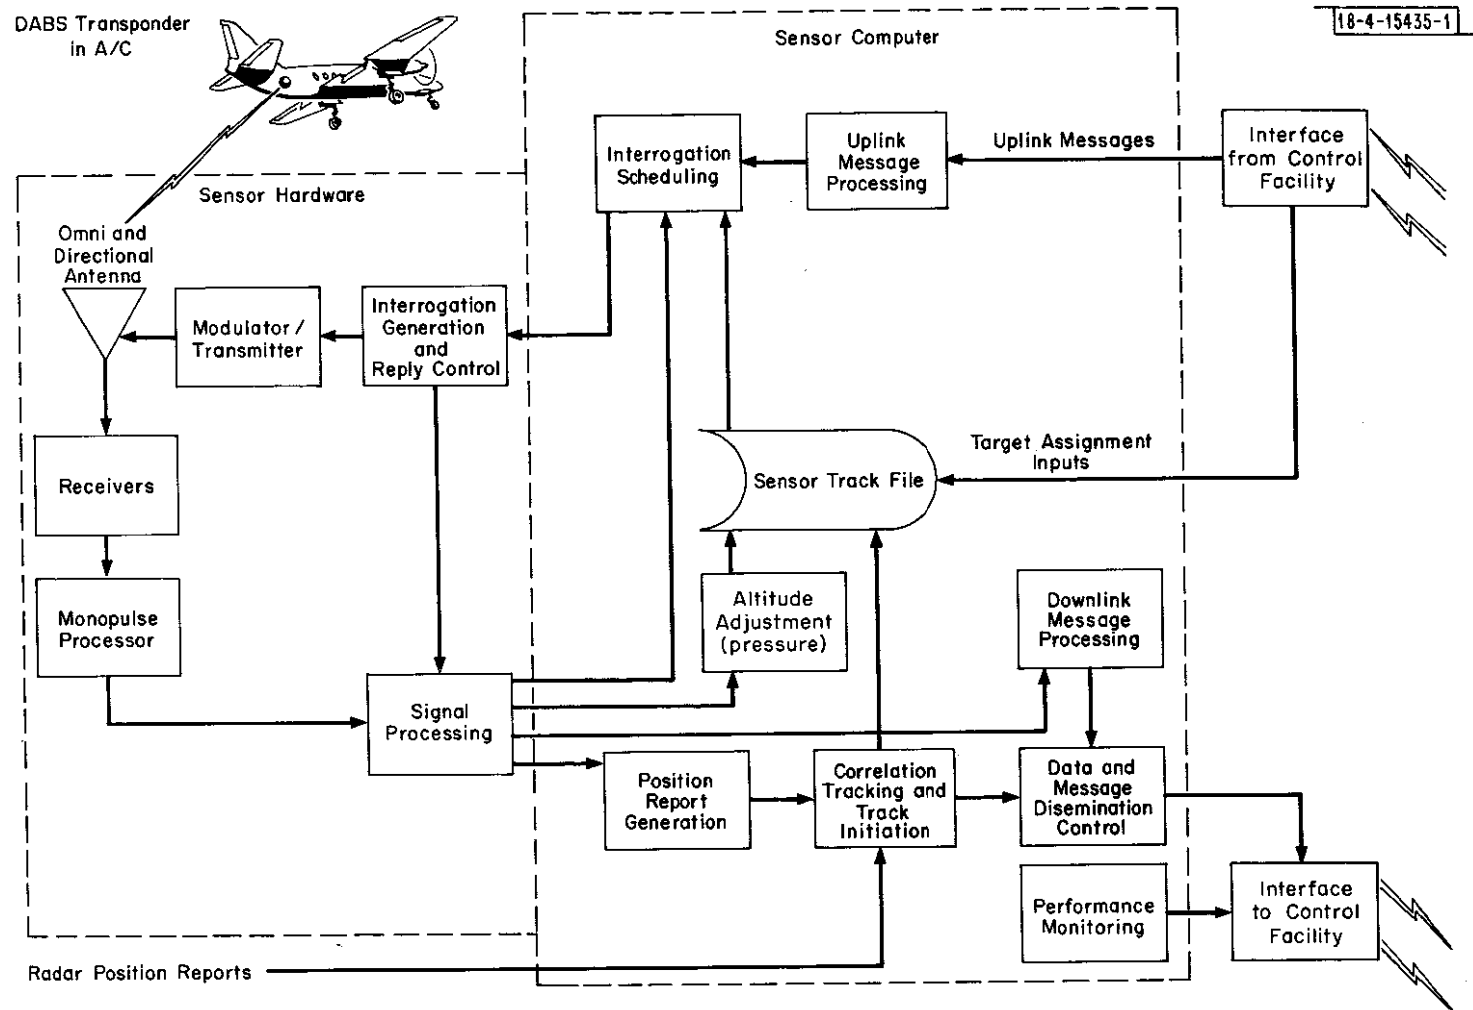 DABS Transponder
in A/C
18-4-15435-1
Sensor Computer
Interrogation
Scheduling
Uplink
Message
Processing
Uplink Messages
Interface
from Control
Facility
Sensor Hardware
Omni and
Directional
Antenna
Modulator/
Transmitter
Interrogation
Generation
and
Reply Control
Receivers
Sensor Track File
Target Assignment
Inputs
Monopulse
Processor
Altitude
Adjustment
(pressure)
Downlink
Message
Processing
Signal
Processing
Position
Report
Generation
Correlation
Tracking and
Track
Initiation
Data and
Message
Disemination
Control
Performance
Monitoring
Interface
to Control
Facility
Radar Position Reports